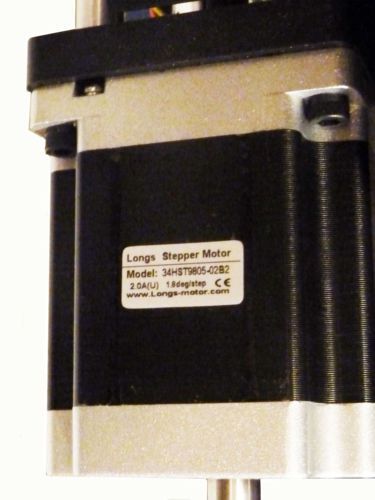 Longs Stepper Motor
Model: 34HST9805-02B2
2.0A(U) 1.8deg/step CE
www.Longs-motor.com